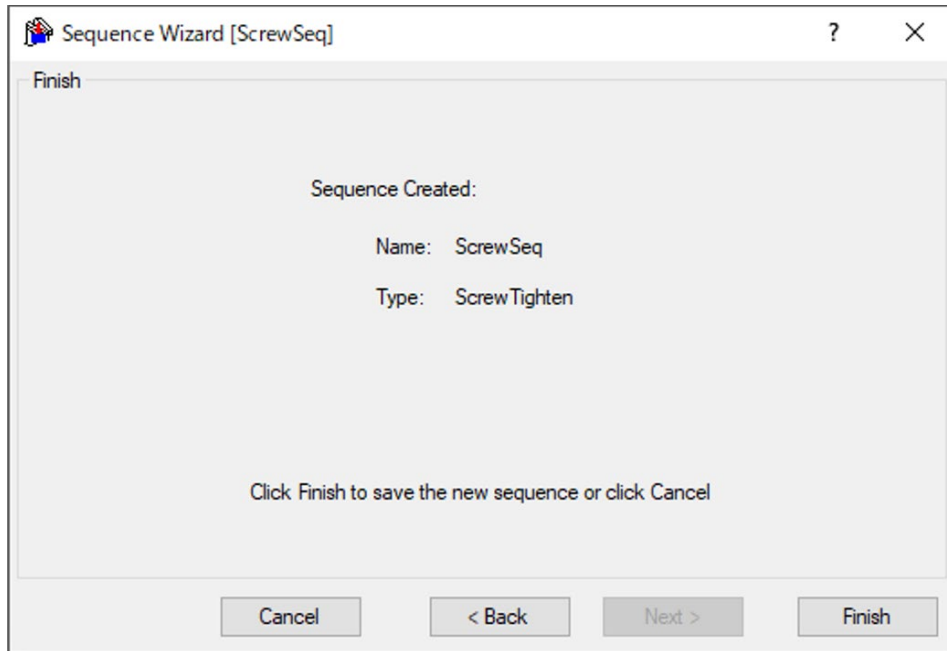 Sequence Wizard [ScrewSeq]
?
Finish
Sequence Created:
Name: ScrewSeq
Type: ScrewTighten
Click Finish to save the new sequence or click Cancel
Cancel
< Back
Next >
Finish